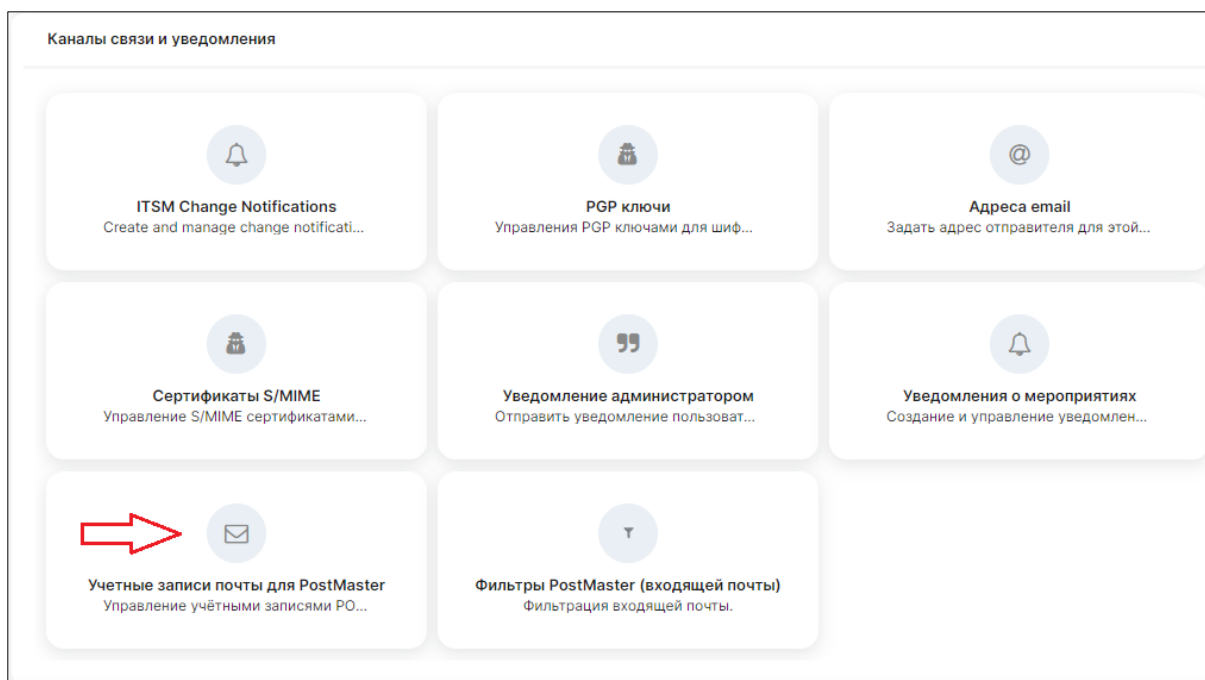 Каналы связи и уведомления
ITSM Change Notifications
Create and manage change notificati...
PGP ключи
Управления PGP ключами для шиф...
@
Адреса email
Задать адрес отправителя для этой...
Сертификаты S/MIME
Управление S/MIME сертификатами...
Уведомление администратором
Отправить уведомление пользоват...
Уведомления о мероприятиях
Создание и управление уведомлен...
Учетные записи почты для PostMaster
Управление учётными записями PO...
Фильтры PostMaster (входящей почты)
Фильтрация входящей почты.